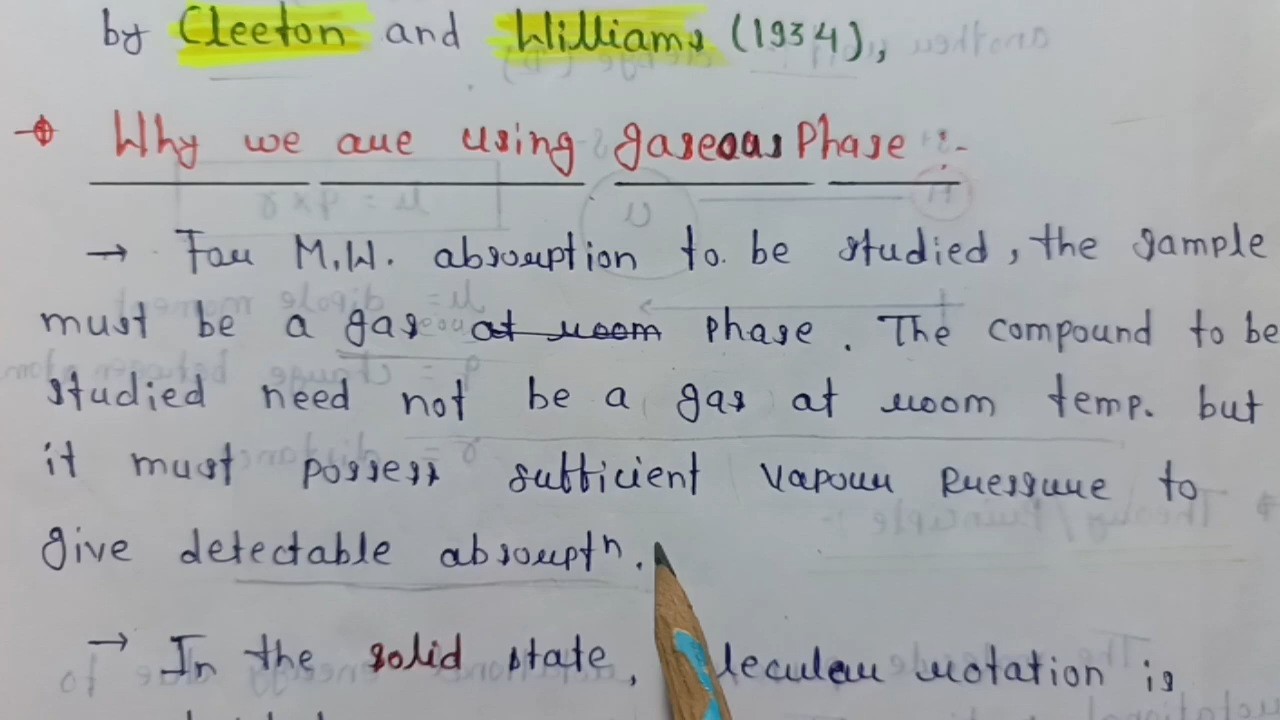 by Cleeton and Williams (1934),
Why we are using gaseous Phase :-
→ For M.W. absorption to be studied, the sample
must be a gaseous at room phase. The compound to be
studied need not be a gas at room temp. but
it must possess sufficient vapour pressure to
give detectable absorptⁿ.
→ In the solid state, lecular rotation is